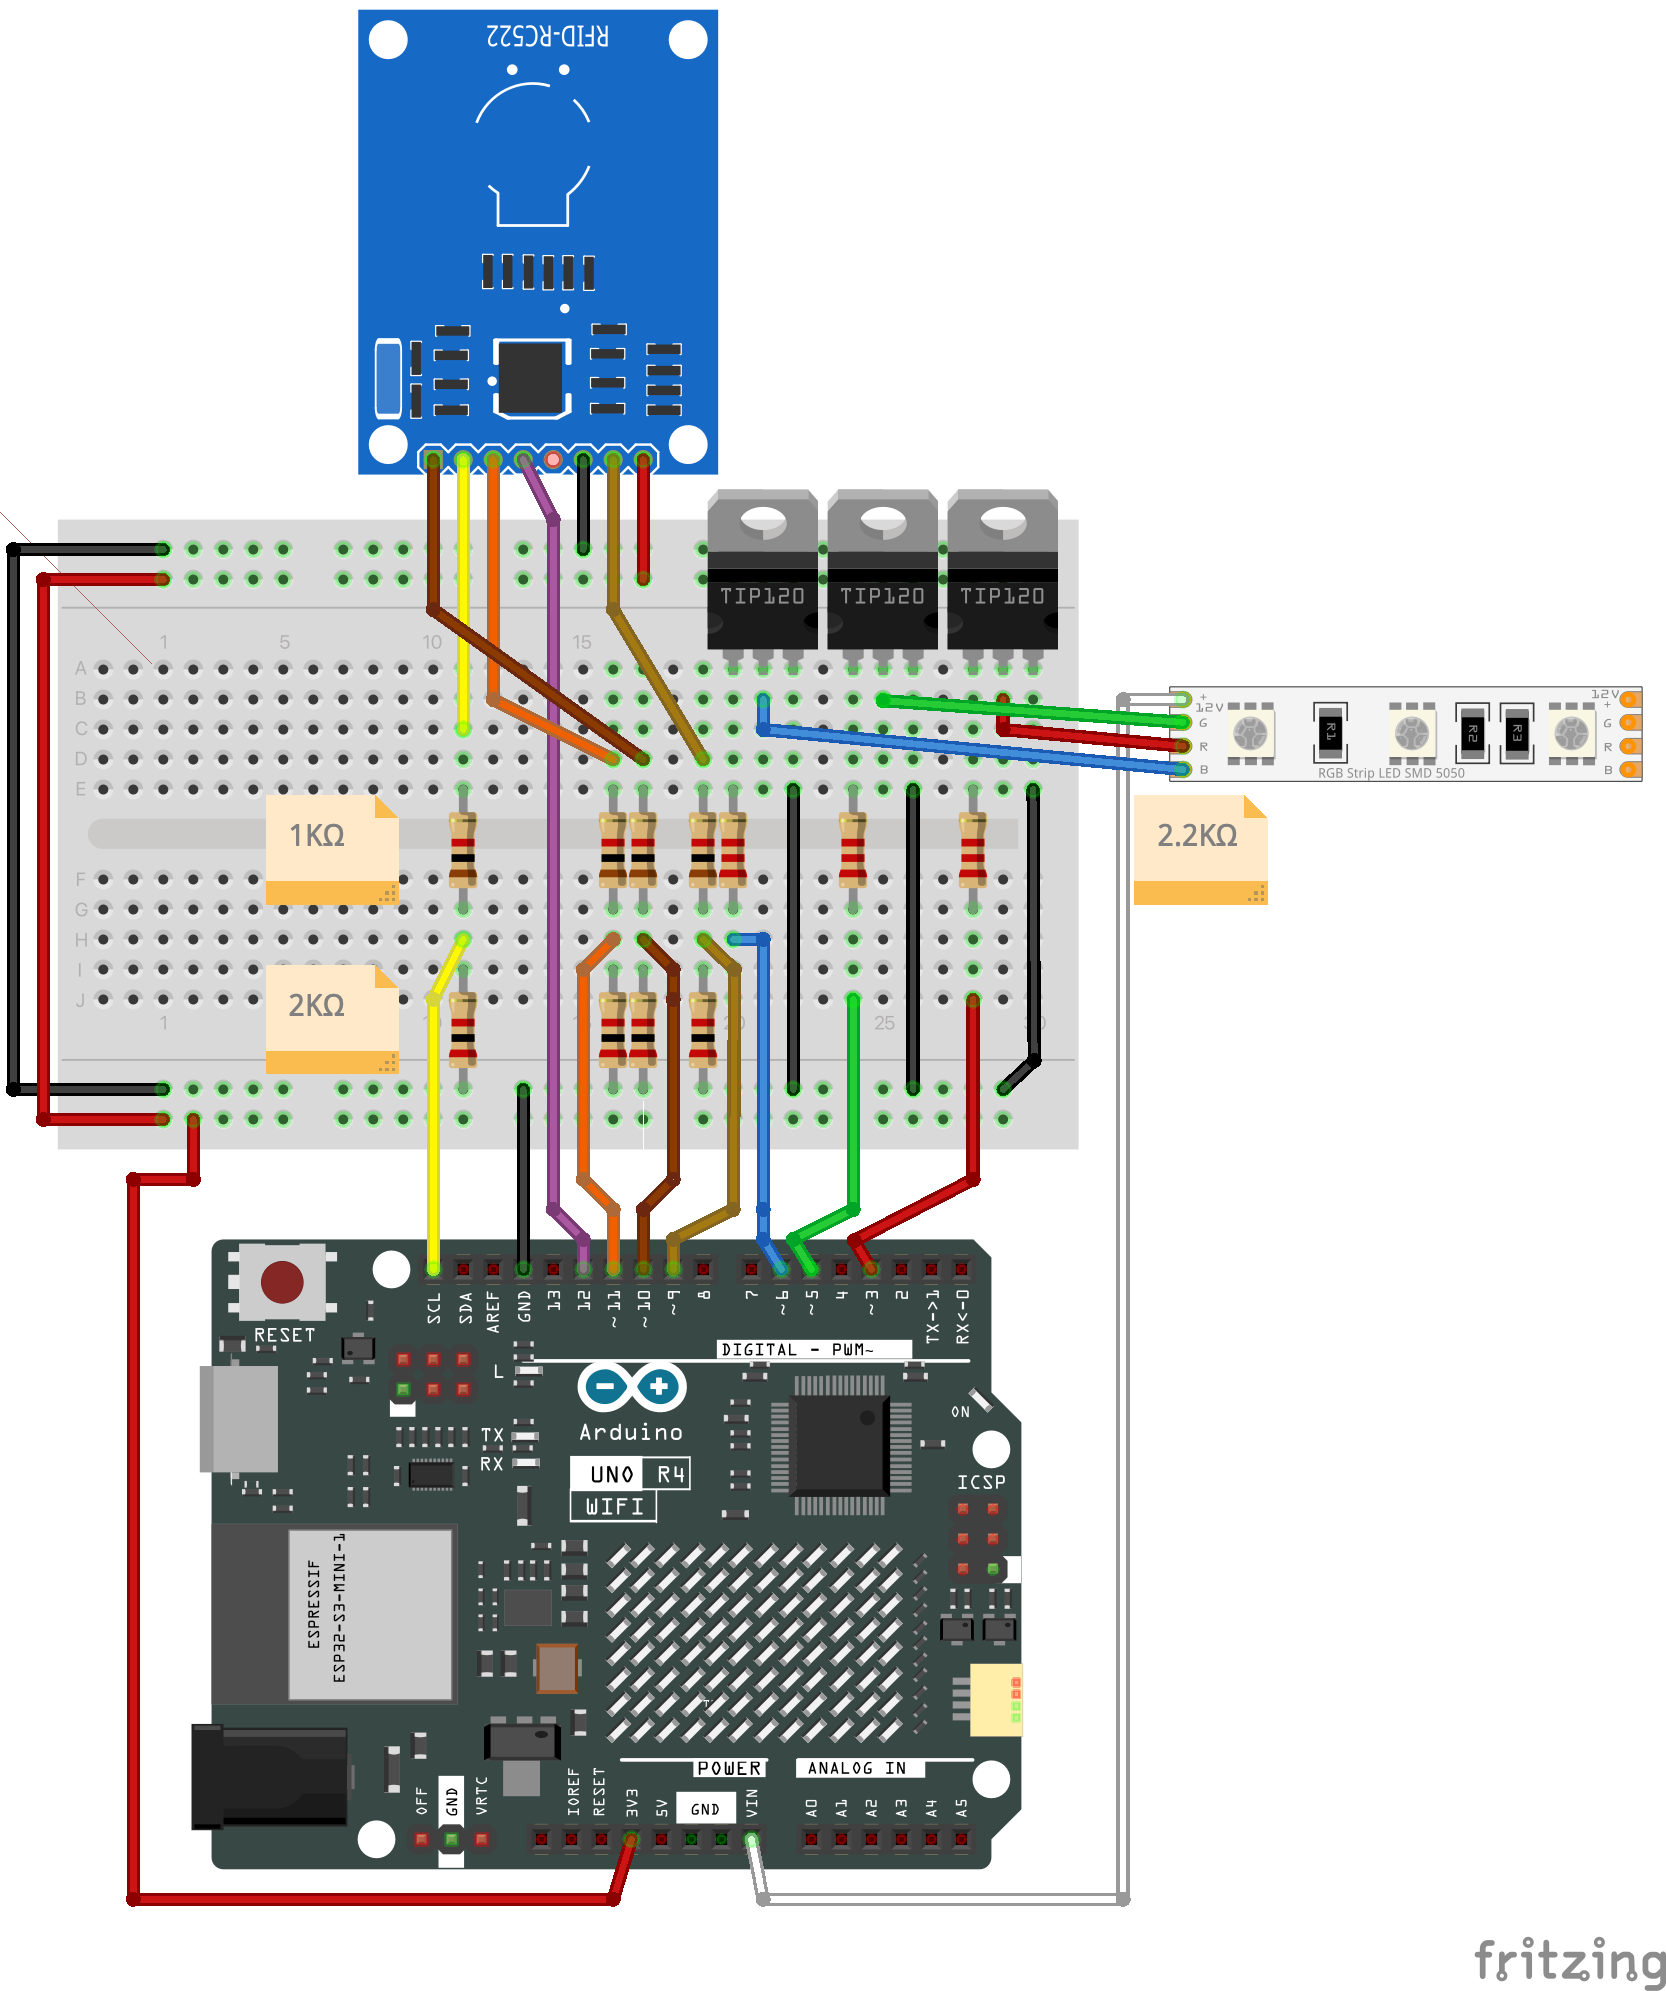 RFID-RC522
TIP120 TIP120 TIP120
1 5 10 15
A
B
C
D
E
+
12V
G
R
B
R1
R2
R3
12V
+
G
R
B
RGB Strip LED SMD 5050
1KΩ
2.2KΩ
F
G
H
I
J
2KΩ
1 20 25 30
RESET
SCL
SDA
AREF
GND
13
12
~11
~10
~9
8
7
~6
~5
4
~3
2
TX->1
RX<-0
DIGITAL - PWM~
L
TX
RX
Arduino
UNO R4
WIFI
ON
ICSP
ESPRESSIF
ESP32-S3-MINI-1
POWER
ANALOG IN
OFF
GND
VRTC
IOREF
RESET
3V3
5V
GND
VIN
A0
A1
A2
A3
A4
A5
fritzing